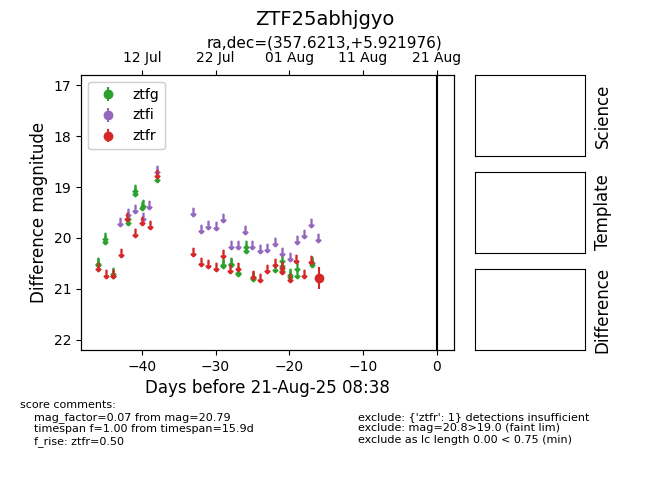 ZTF25abhjgyo
ra,dec=(357.6213,+5.921976)
12 Jul 22 Jul 01 Aug 11 Aug 21 Aug
17
18
19
20
21
22
Difference magnitude
ztfg
ztfi
ztfr
−40 −30 −20 −10 0
Days before 21-Aug-25 08:38
Science
Template
Difference
score comments:
mag_factor=0.07 from mag=20.79
timespan f=1.00 from timespan=15.9d
f_rise: ztfr=0.50
exclude: {'ztfr': 1} detections insufficient
exclude: mag=20.8>19.0 (faint lim)
exclude as lc length 0.00 < 0.75 (min)